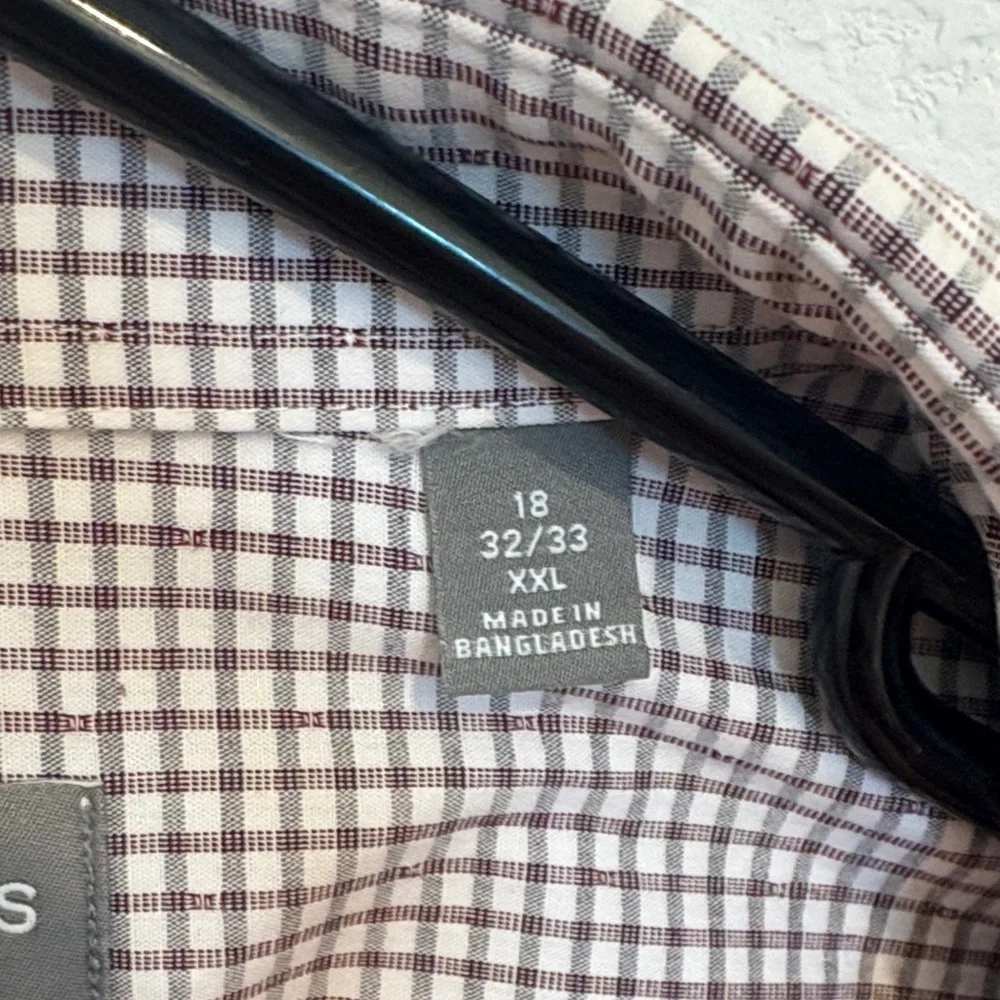 18
32/33
XXL
MADE IN
BANGLADESH
S